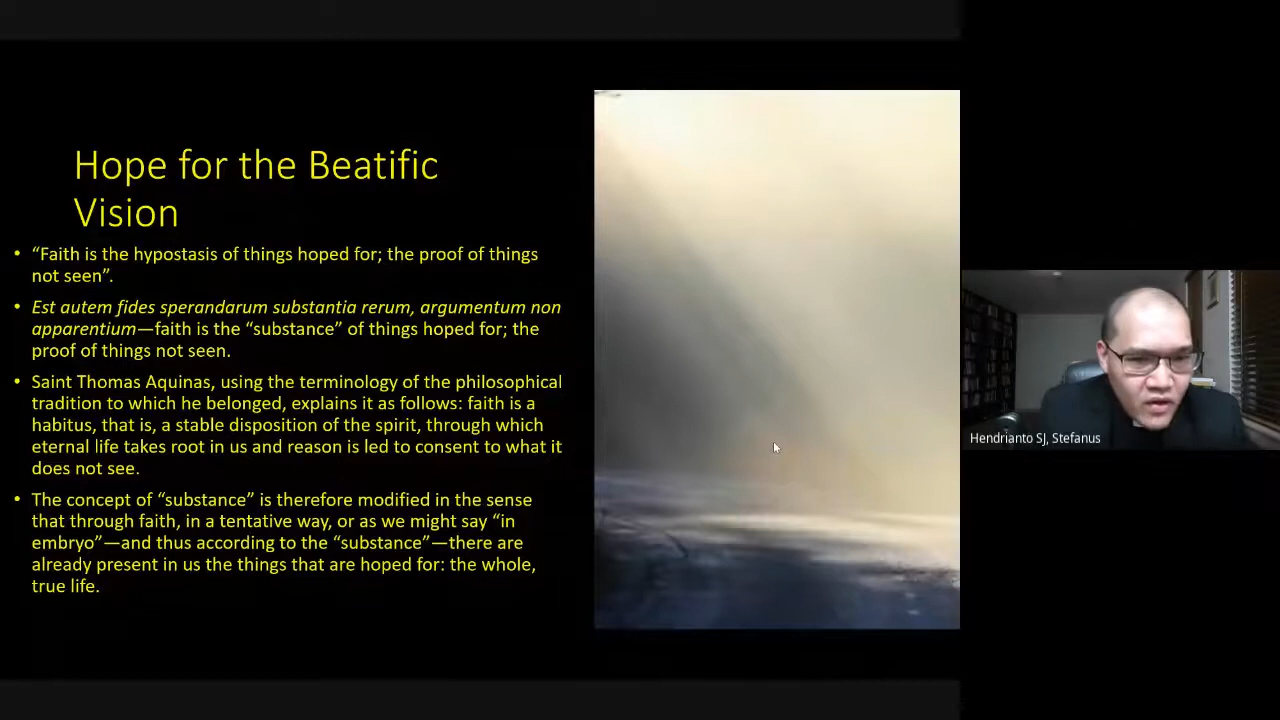 Hope for the Beatific
Vision
• “Faith is the hypostasis of things hoped for; the proof of things
not seen”.
• Est autem fides sperandarum substantia rerum, argumentum non
apparentium—faith is the “substance” of things hoped for; the
proof of things not seen.
• Saint Thomas Aquinas, using the terminology of the philosophical
tradition to which he belonged, explains it as follows: faith is a
habitus, that is, a stable disposition of the spirit, through which
eternal life takes root in us and reason is led to consent to what it
does not see.
• The concept of “substance” is therefore modified in the sense
that through faith, in a tentative way, or as we might say “in
embryo”—and thus according to the “substance”—there are
already present in us the things that are hoped for: the whole,
true life.
Hendrianto SJ, Stefanus